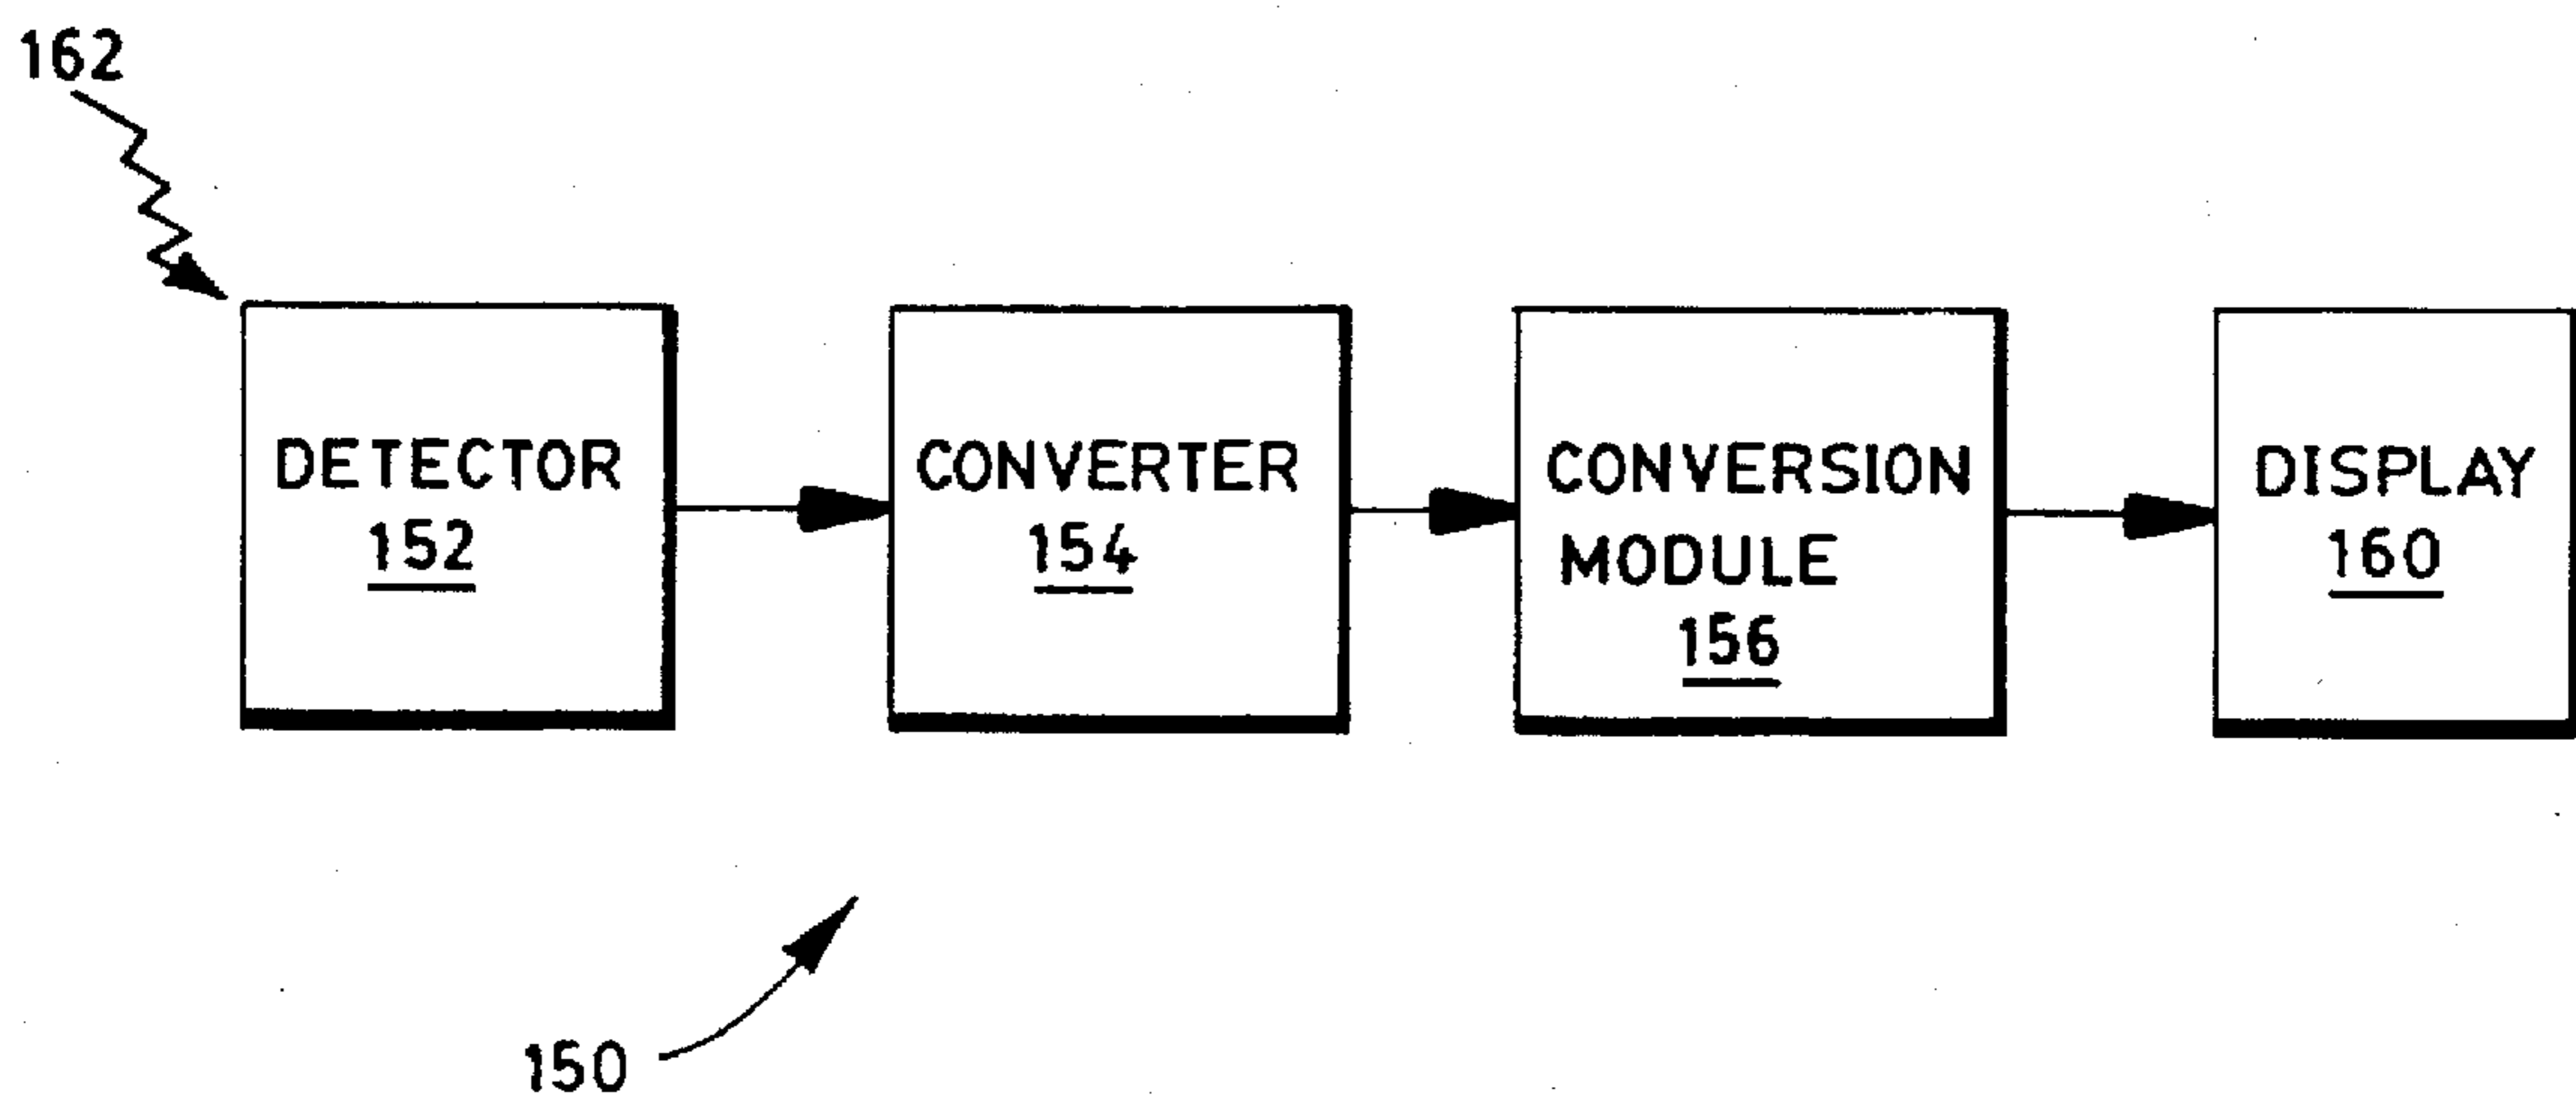 162
DETECTOR
152
CONVERTER
154
CONVERSION
MODULE
156
DISPLAY
160
150